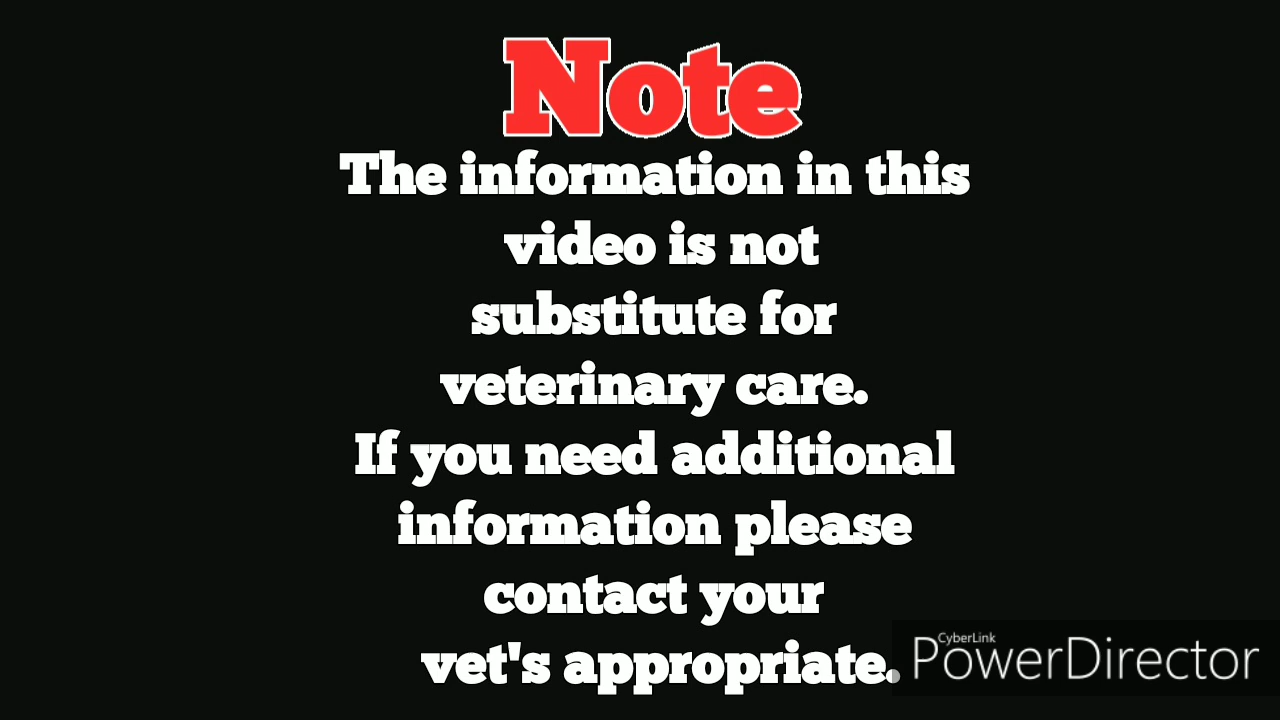 Note
The information in this
video is not
substitute for
veterinary care.
If you need additional
information please
contact your
vet's appropriate.
CyberLink
PowerDirector